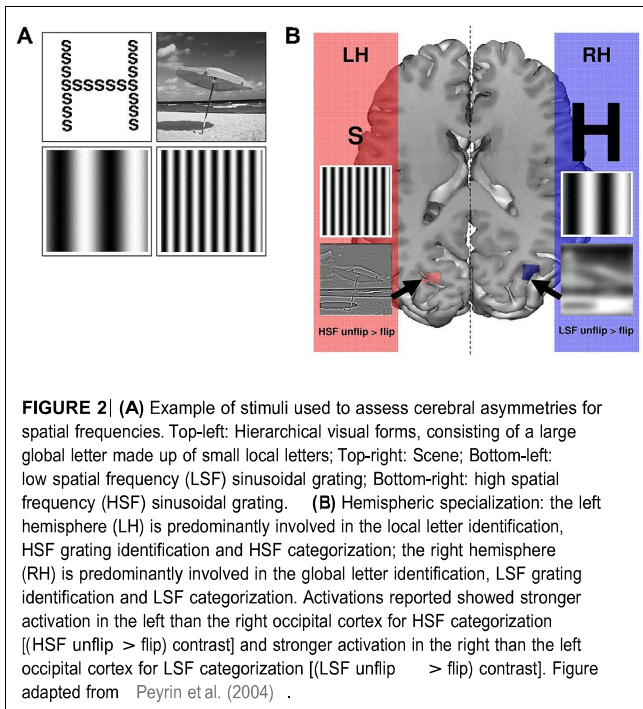 A
S S
S S
S S
SSSSSSS
S S
S S
S S
B
LH
RH
S
H
HSF unflip > flip
LSF unflip > flip
FIGURE 2| (A) Example of stimuli used to assess cerebral asymmetries for
spatial frequencies. Top-left: Hierarchical visual forms, consisting of a large
global letter made up of small local letters; Top-right: Scene; Bottom-left:
low spatial frequency (LSF) sinusoidal grating; Bottom-right: high spatial
frequency (HSF) sinusoidal grating. (B) Hemispheric specialization: the left
hemisphere (LH) is predominantly involved in the local letter identification,
HSF grating identification and HSF categorization; the right hemisphere
(RH) is predominantly involved in the global letter identification, LSF grating
identification and LSF categorization. Activations reported showed stronger
activation in the left than the right occipital cortex for HSF categorization
[(HSF unflip > flip) contrast] and stronger activation in the right than the left
occipital cortex for LSF categorization [(LSF unflip > flip) contrast]. Figure
adapted from Peyrin et al. (2004) .